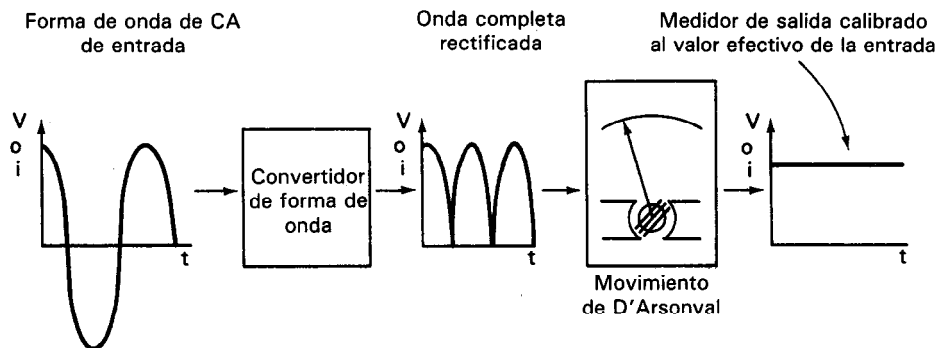 Forma de onda de CA
de entrada
Onda completa
rectificada
Medidor de salida calibrado
al valor efectivo de la entrada
V
o
i
t
Convertidor
de forma de
onda
V
o
i
t
Movimiento
de D'Arsonval
V
o
i
t